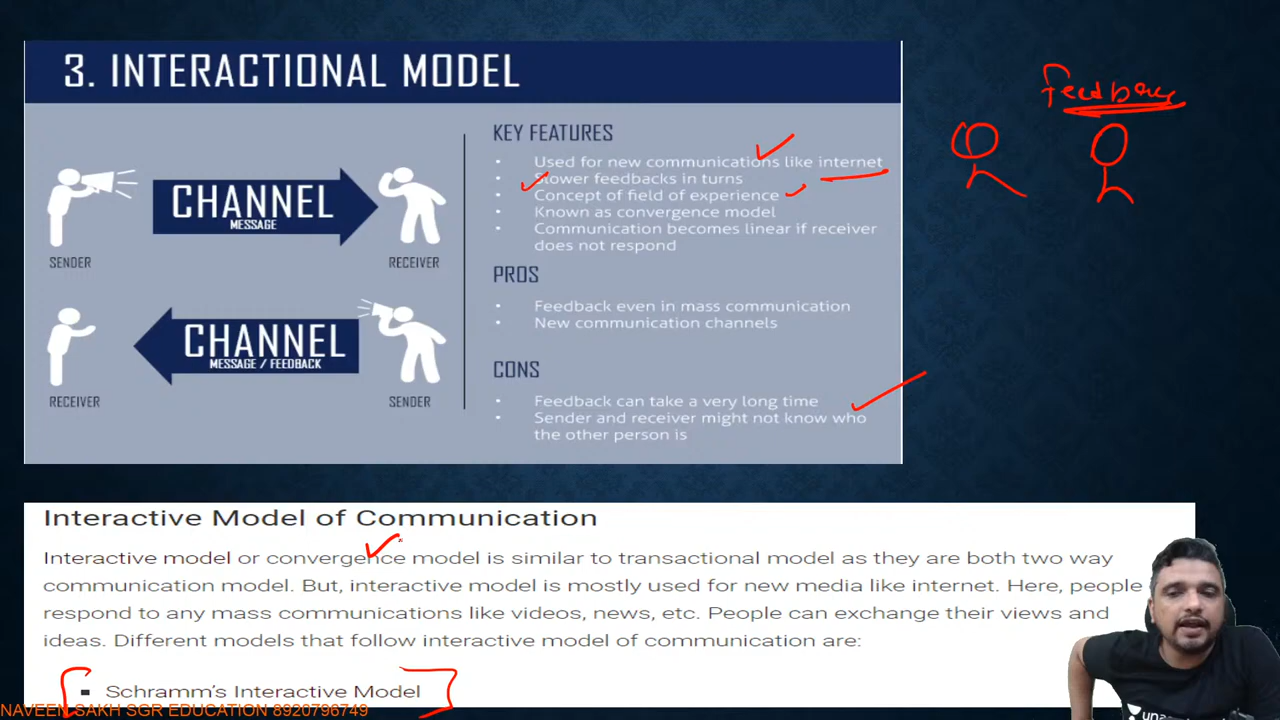 3. INTERACTIONAL MODEL
Feedback
KEY FEATURES
• Used for new communications like internet
• Slower feedbacks in turns
• Concept of field of experience
• Known as convergence model
• Communication becomes linear if receiver
does not respond
CHANNEL
MESSAGE
SENDER
RECEIVER
PROS
• Feedback even in mass communication
• New communication channels
CHANNEL
MESSAGE / FEEDBACK
RECEIVER
SENDER
CONS
• Feedback can take a very long time
• Sender and receiver might not know who
the other person is
Interactive Model of Communication
Interactive model or convergence model is similar to transactional model as they are both two way
communication model. But, interactive model is mostly used for new media like internet. Here, people
respond to any mass communications like videos, news, etc. People can exchange their views and
ideas. Different models that follow interactive model of communication are:
▪ Schramm's Interactive Model
NAVEEN SAKH SGR EDUCATION 8920796749